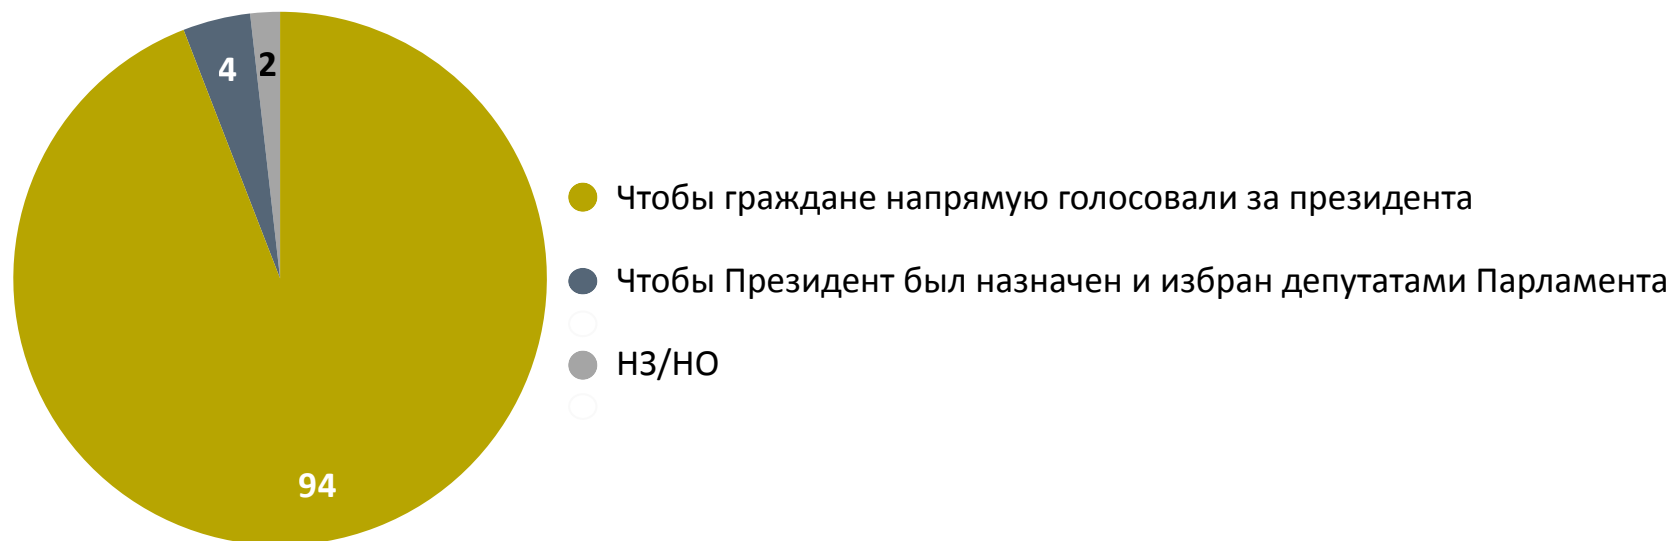 4
2
Чтобы граждане напрямую голосовали за президента
Чтобы Президент был назначен и избран депутатами Парламента
НЗ/НО
94